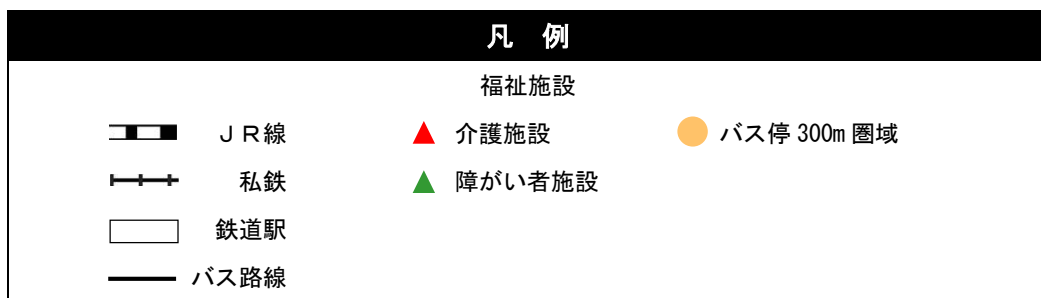 凡 例
福祉施設
ＪＲ線
介護施設
バス停 300m 圏域
私鉄
障がい者施設
鉄道駅
バス路線